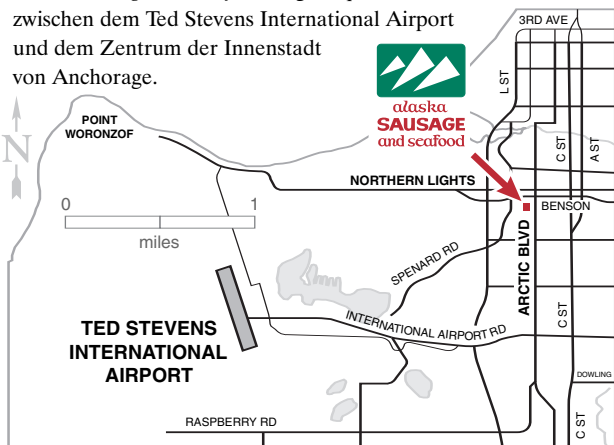 zwischen dem Ted Stevens International Airport
und dem Zentrum der Innenstadt
von Anchorage.
3RD AVE
L ST
C ST
A ST
alaska
SAUSAGE
and seafood
POINT
WORONZOF
N
NORTHERN LIGHTS
BENSON
0 1
miles
SPENARD RD
ARCTIC BLVD
C ST
INTERNATIONAL AIRPORT RD
TED STEVENS
INTERNATIONAL
AIRPORT
DOWLING
RASPBERRY RD
C ST